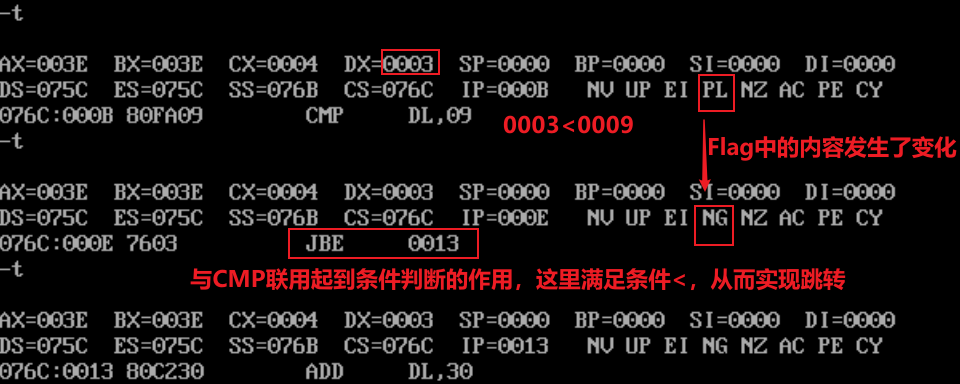 -t
AX=003E BX=003E CX=0004 DX=0003 SP=0000 BP=0000 SI=0000 DI=0000
DS=075C ES=075C SS=076B CS=076C IP=000B NV UP EI PL NZ AC PE CY
076C:000B 80FA09 CMP DL,09
0003<0009
-t
Flag中的内容发生了变化
AX=003E BX=003E CX=0004 DX=0003 SP=0000 BP=0000 SI=0000 DI=0000
DS=075C ES=075C SS=076B CS=076C IP=000E NV UP EI NG NZ AC PE CY
076C:000E 7603 JBE 0013
-t
与CMP联用起到条件判断的作用，这里满足条件<，从而实现跳转
AX=003E BX=003E CX=0004 DX=0003 SP=0000 BP=0000 SI=0000 DI=0000
DS=075C ES=075C SS=076B CS=076C IP=0013 NV UP EI NG NZ AC PE CY
076C:0013 80C230 ADD DL,30